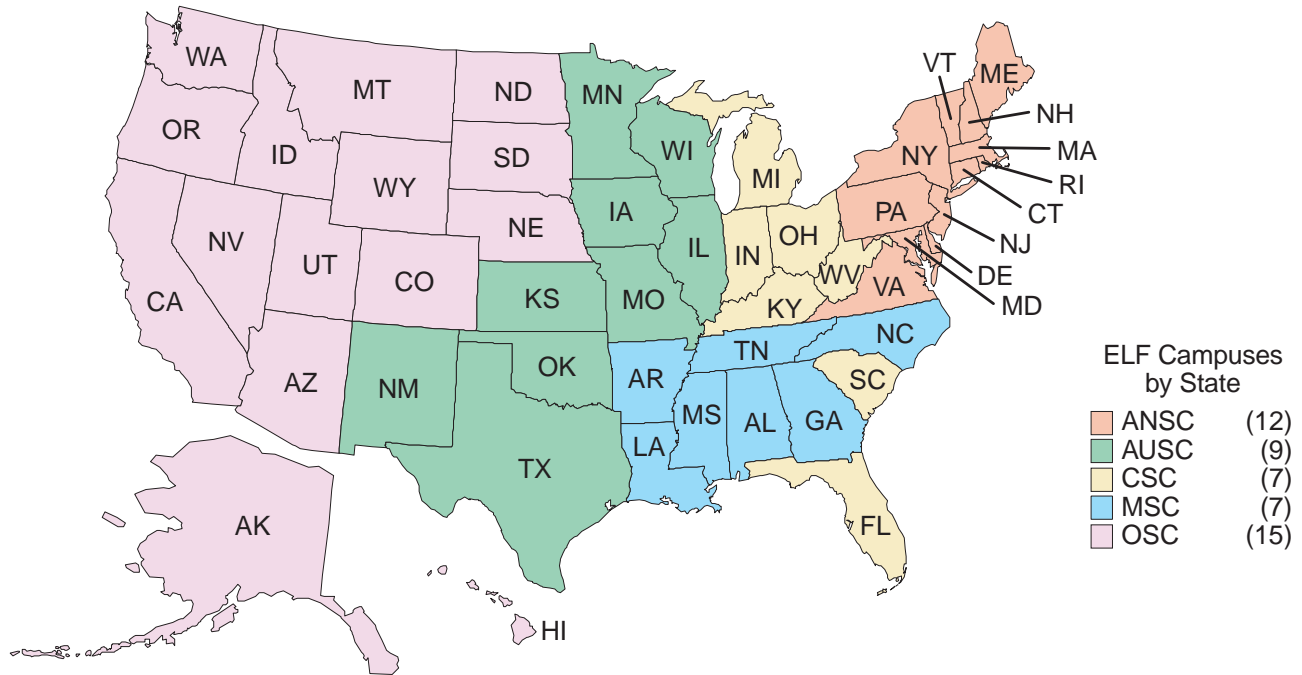 WA
MT
ND
MN
VT
ME
OR
ID
SD
WI
NH
WY
MI
NY
MA
RI
IA
PA
CT
NV
NE
OH
NJ
UT
CO
IL
IN
WV
DE
CA
KS
MO
KY
VA
MD
AZ
NM
OK
AR
TN
NC
SC
MS
AL
GA
LA
TX
FL
AK
HI
ELF Campuses
by State
ANSC (12)
AUSC (9)
CSC (7)
MSC (7)
OSC (15)